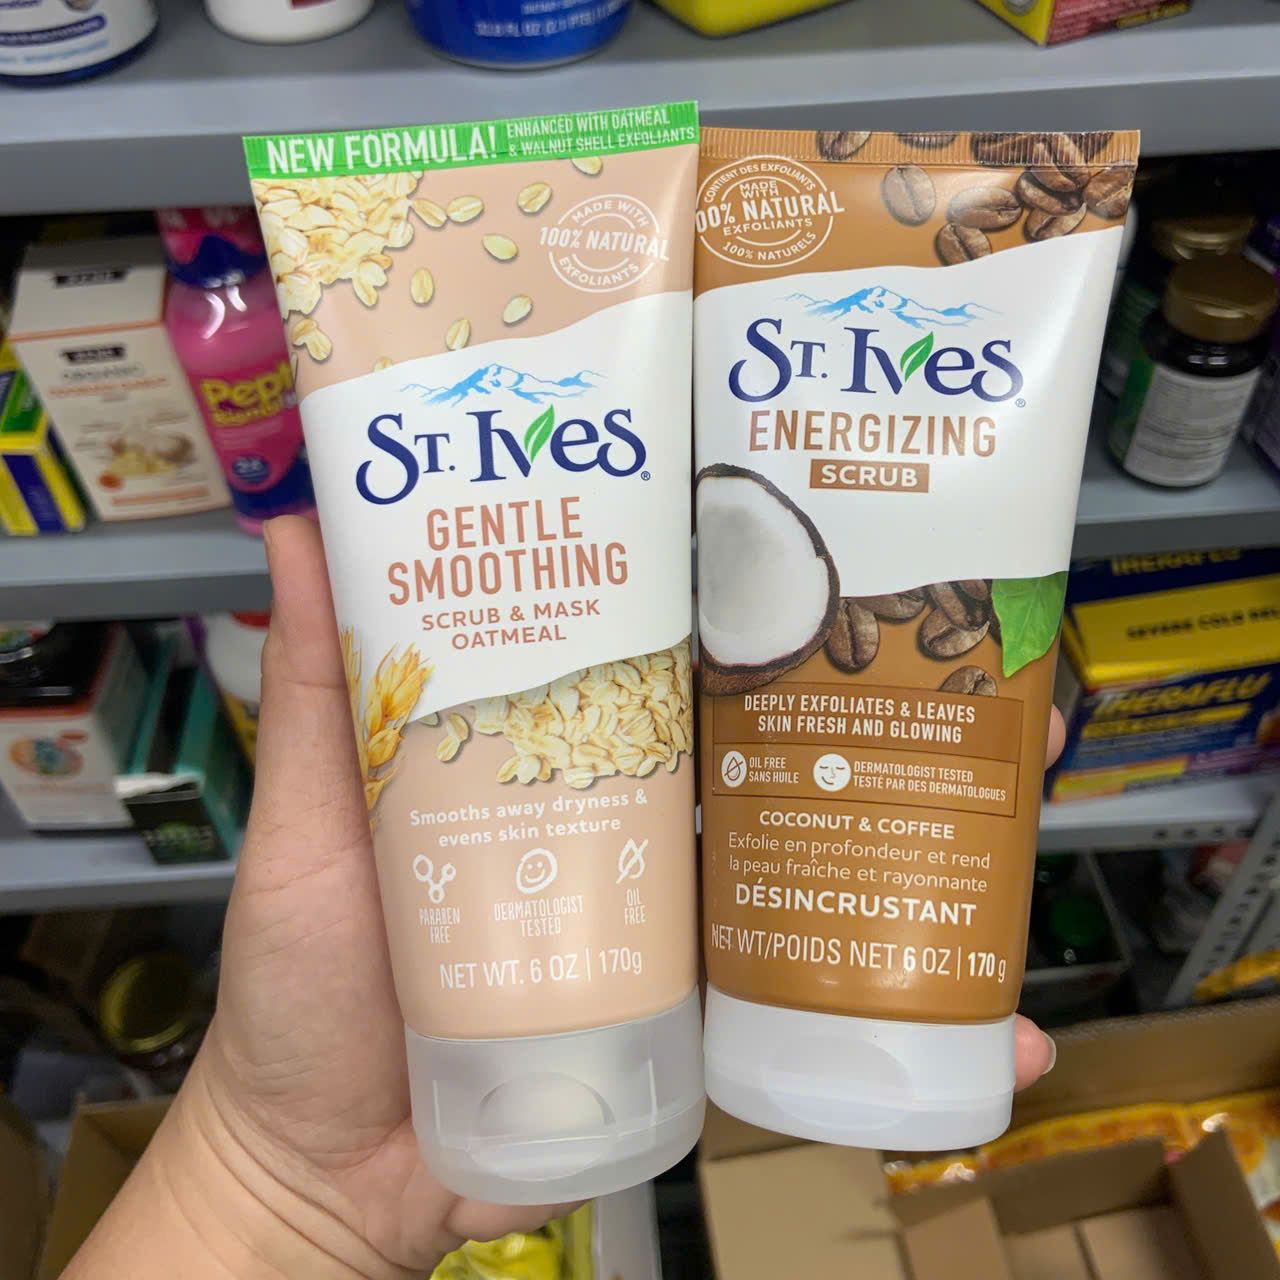 NEW FORMULA! ENHANCED WITH OATMEAL
& WALNUT SHELL EXFOLIANTS
MADE WITH
100% NATURAL
EXFOLIANTS
ST. IVES®
GENTLE
SMOOTHING
SCRUB & MASK
OATMEAL
Smooths away dryness &
evens skin texture
PARABEN
FREE
DERMATOLOGIST
TESTED
OIL
FREE
NET WT. 6 OZ | 170g
CONTIENT DES EXFOLIANTS
MADE
WITH
00% NATURAL
EXFOLIANTS
100% NATURELS
ST. IVES®
ENERGIZING
SCRUB
DEEPLY EXFOLIATES & LEAVES
SKIN FRESH AND GLOWING
OIL FREE
SANS HUILE
DERMATOLOGIST TESTED
TESTÉ PAR DES DERMATOLOGUES
COCONUT & COFFEE
Exfolie en profondeur et rend
la peau fraîche et rayonnante
DÉSINCRUSTANT
NET WT/POIDS NET 6 OZ | 170 g
THERAFLU
SEVERE COLD
THERAFLU